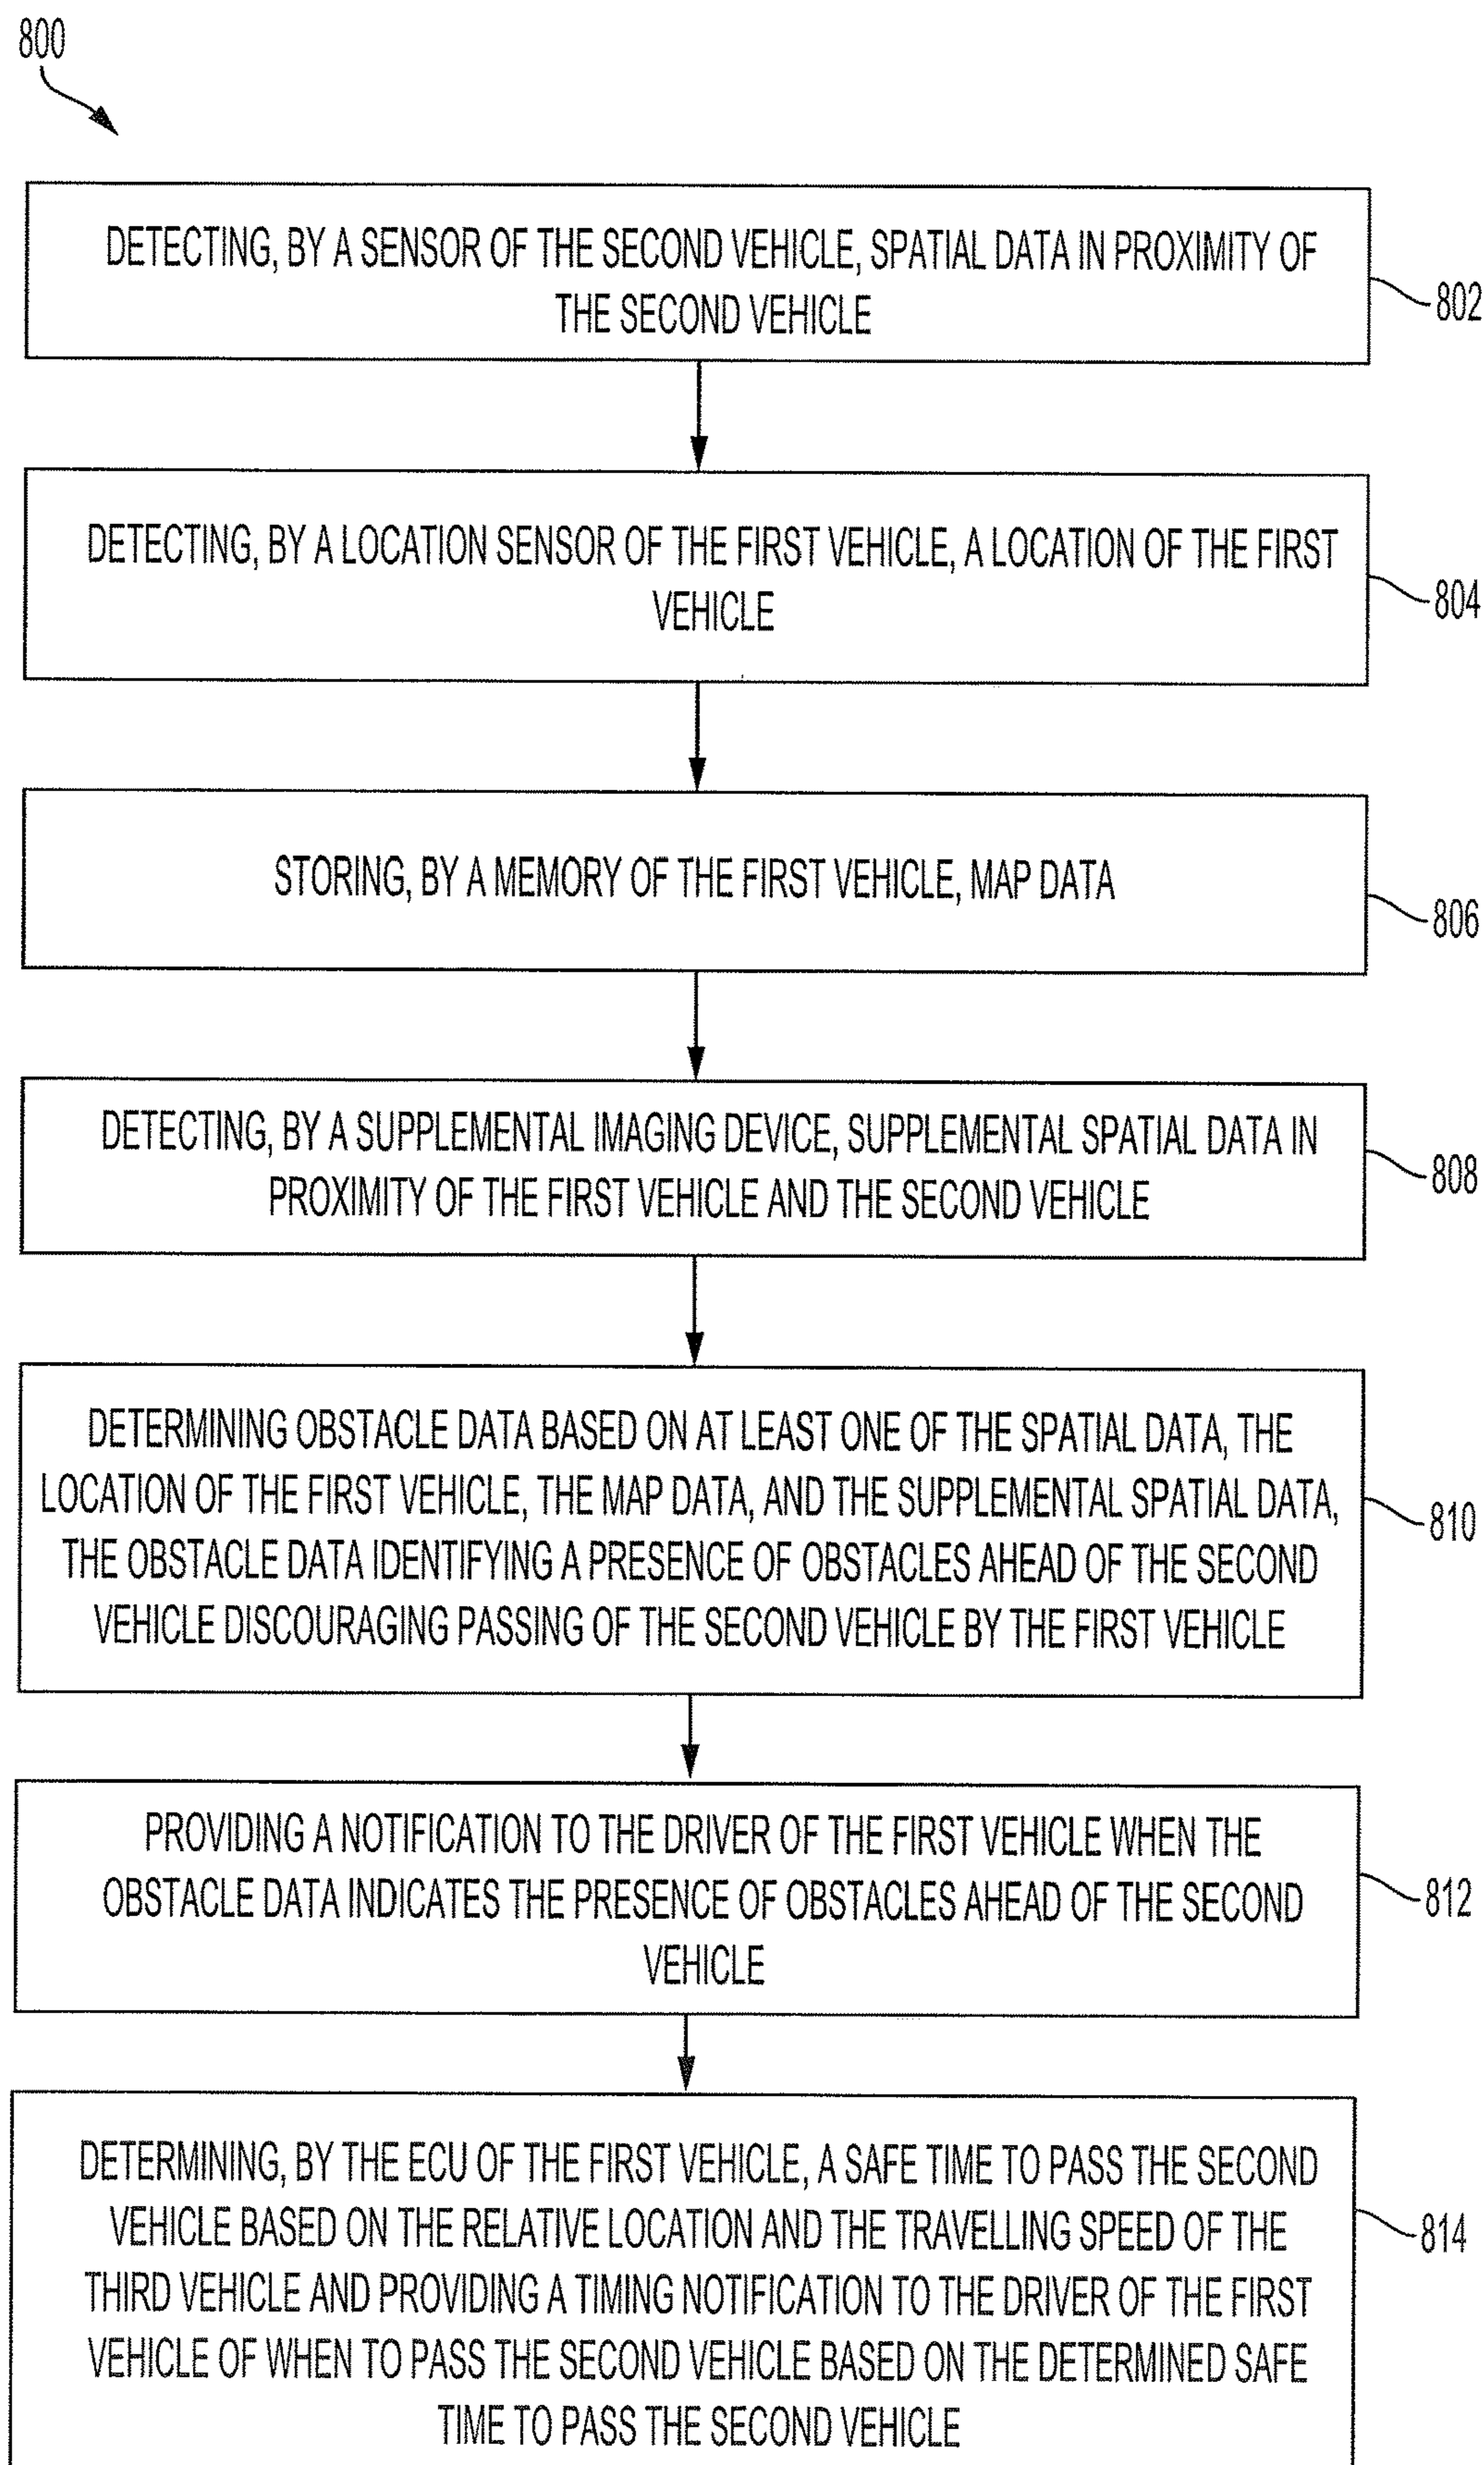 800
DETECTING, BY A SENSOR OF THE SECOND VEHICLE, SPATIAL DATA IN PROXIMITY OF
THE SECOND VEHICLE
802
DETECTING, BY A LOCATION SENSOR OF THE FIRST VEHICLE, A LOCATION OF THE FIRST
VEHICLE
804
STORING, BY A MEMORY OF THE FIRST VEHICLE, MAP DATA
806
DETECTING, BY A SUPPLEMENTAL IMAGING DEVICE, SUPPLEMENTAL SPATIAL DATA IN
PROXIMITY OF THE FIRST VEHICLE AND THE SECOND VEHICLE
808
DETERMINING OBSTACLE DATA BASED ON AT LEAST ONE OF THE SPATIAL DATA, THE
LOCATION OF THE FIRST VEHICLE, THE MAP DATA, AND THE SUPPLEMENTAL SPATIAL DATA,
THE OBSTACLE DATA IDENTIFYING A PRESENCE OF OBSTACLES AHEAD OF THE SECOND
VEHICLE DISCOURAGING PASSING OF THE SECOND VEHICLE BY THE FIRST VEHICLE
810
PROVIDING A NOTIFICATION TO THE DRIVER OF THE FIRST VEHICLE WHEN THE
OBSTACLE DATA INDICATES THE PRESENCE OF OBSTACLES AHEAD OF THE SECOND
VEHICLE
812
DETERMINING, BY THE ECU OF THE FIRST VEHICLE, A SAFE TIME TO PASS THE SECOND
VEHICLE BASED ON THE RELATIVE LOCATION AND THE TRAVELLING SPEED OF THE
THIRD VEHICLE AND PROVIDING A TIMING NOTIFICATION TO THE DRIVER OF THE FIRST
VEHICLE OF WHEN TO PASS THE SECOND VEHICLE BASED ON THE DETERMINED SAFE
TIME TO PASS THE SECOND VEHICLE
814